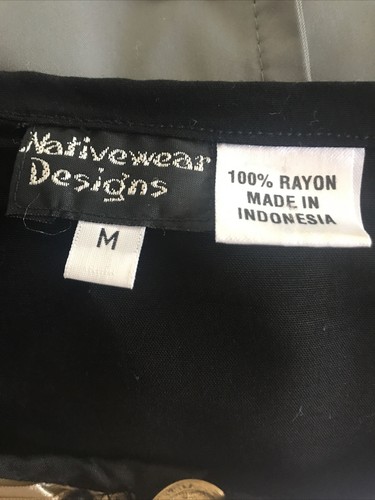 Nativewear
Designs
M
100% RAYON
MADE IN
INDONESIA